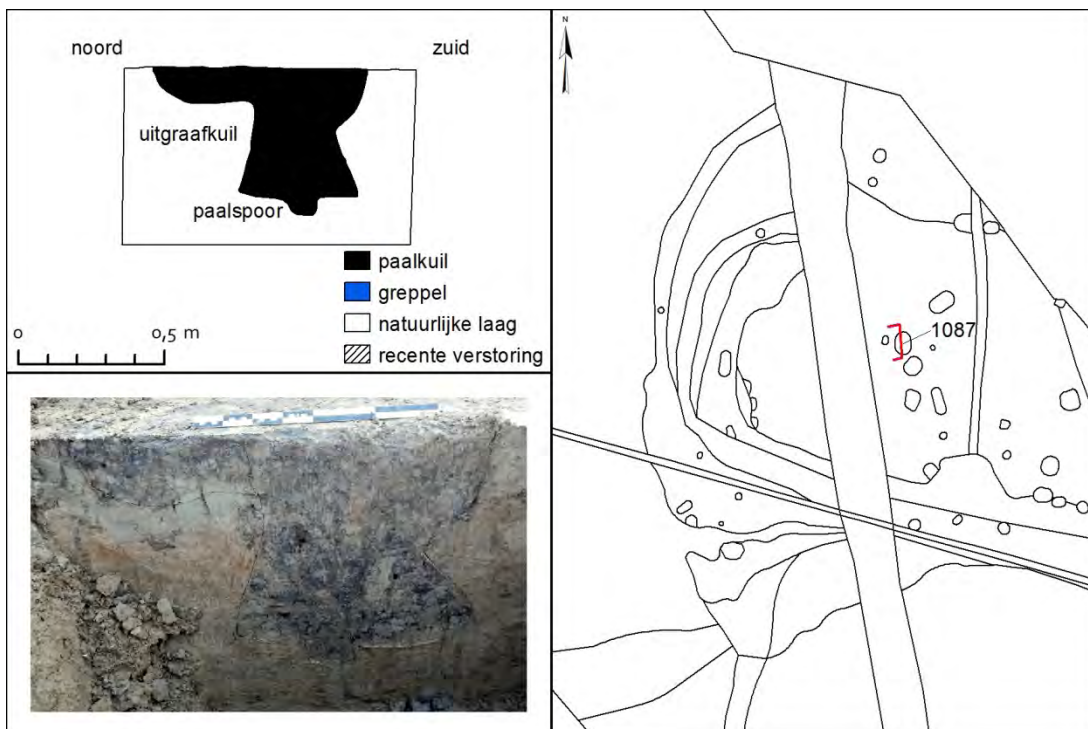 noord zuid
uitgraafkuil
paalspoor
paalkuil
greppel
natuurlijke laag
recente verstoring
0 0,5 m
N
1087